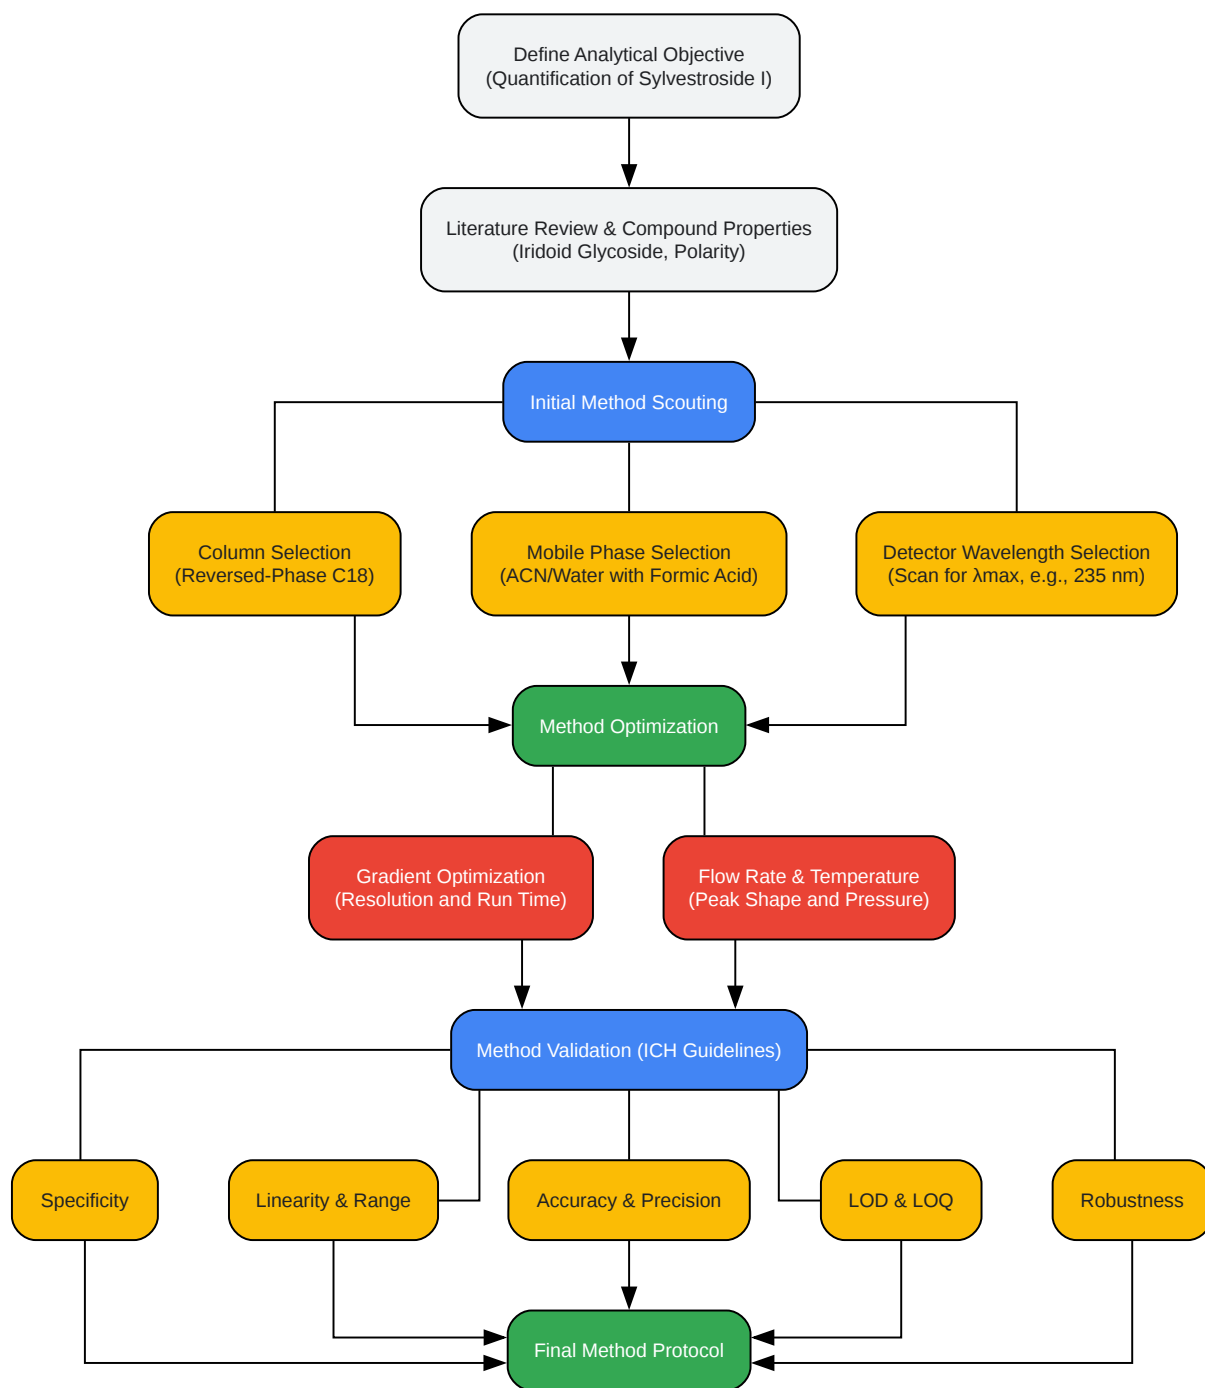 Define Analytical Objective
(Quantification of Sylvestroside I)
Literature Review & Compound Properties
(Iridoid Glycoside, Polarity)
Initial Method Scouting
Column Selection
(Reversed-Phase C18)
Mobile Phase Selection
(ACN/Water with Formic Acid)
Detector Wavelength Selection
(Scan for λmax, e.g., 235 nm)
Method Optimization
Gradient Optimization
(Resolution and Run Time)
Flow Rate & Temperature
(Peak Shape and Pressure)
Method Validation (ICH Guidelines)
Specificity
Linearity & Range
Accuracy & Precision
LOD & LOQ
Robustness
Final Method Protocol